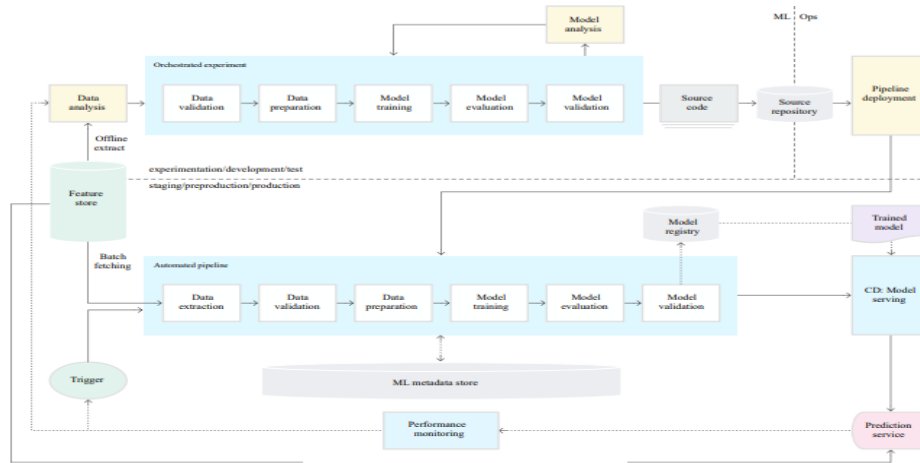 ML
Ops
Model
analysis
Orchestrated experiment
Data
analysis
Data
validation
Data
preparation
Model
training
Model
evaluation
Model
validation
Source
code
Source
repository
Pipeline
deployment
Offline
extract
experimentation/development/test
staging/preproduction/production
Feature
store
Model
registry
Trained
model
Batch
fetching
Automated pipeline
Data
extraction
Data
validation
Data
preparation
Model
training
Model
evaluation
Model
validation
CD: Model
serving
Trigger
ML metadata store
Performance
monitoring
Prediction
service